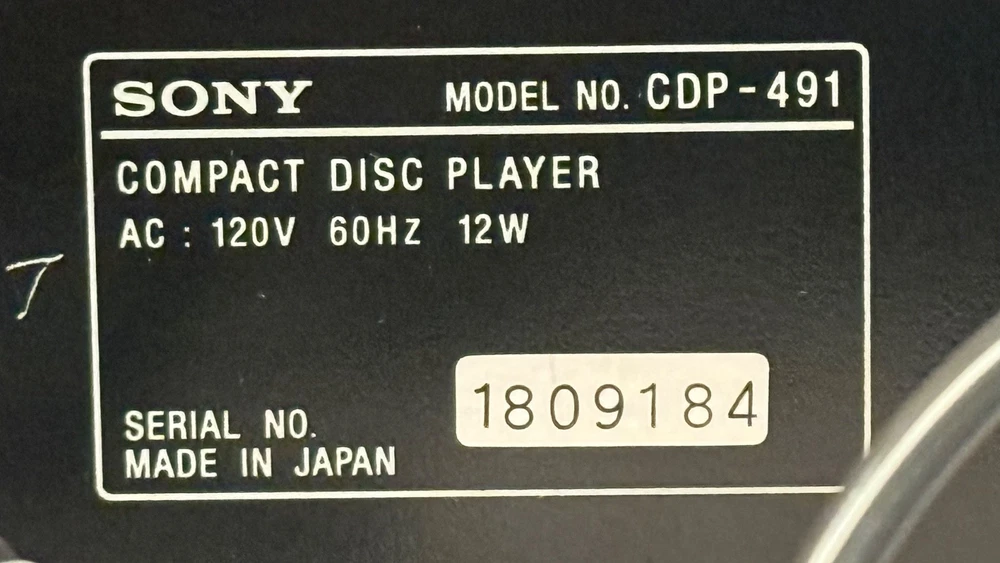 SONY MODEL NO. CDP-491
COMPACT DISC PLAYER
AC : 120V 60HZ 12W
SERIAL NO. 1809184
MADE IN JAPAN